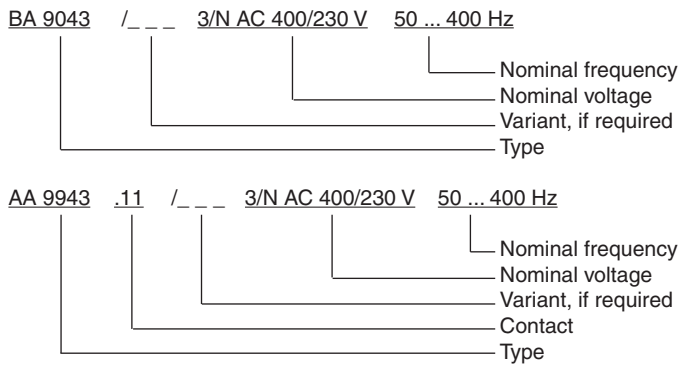 BA 9043 /_ _ _ 3/N AC 400/230 V 50 ... 400 Hz
Nominal frequency
Nominal voltage
Variant, if required
Type
AA 9943 .11 /_ _ _ 3/N AC 400/230 V 50 ... 400 Hz
Nominal frequency
Nominal voltage
Variant, if required
Contact
Type